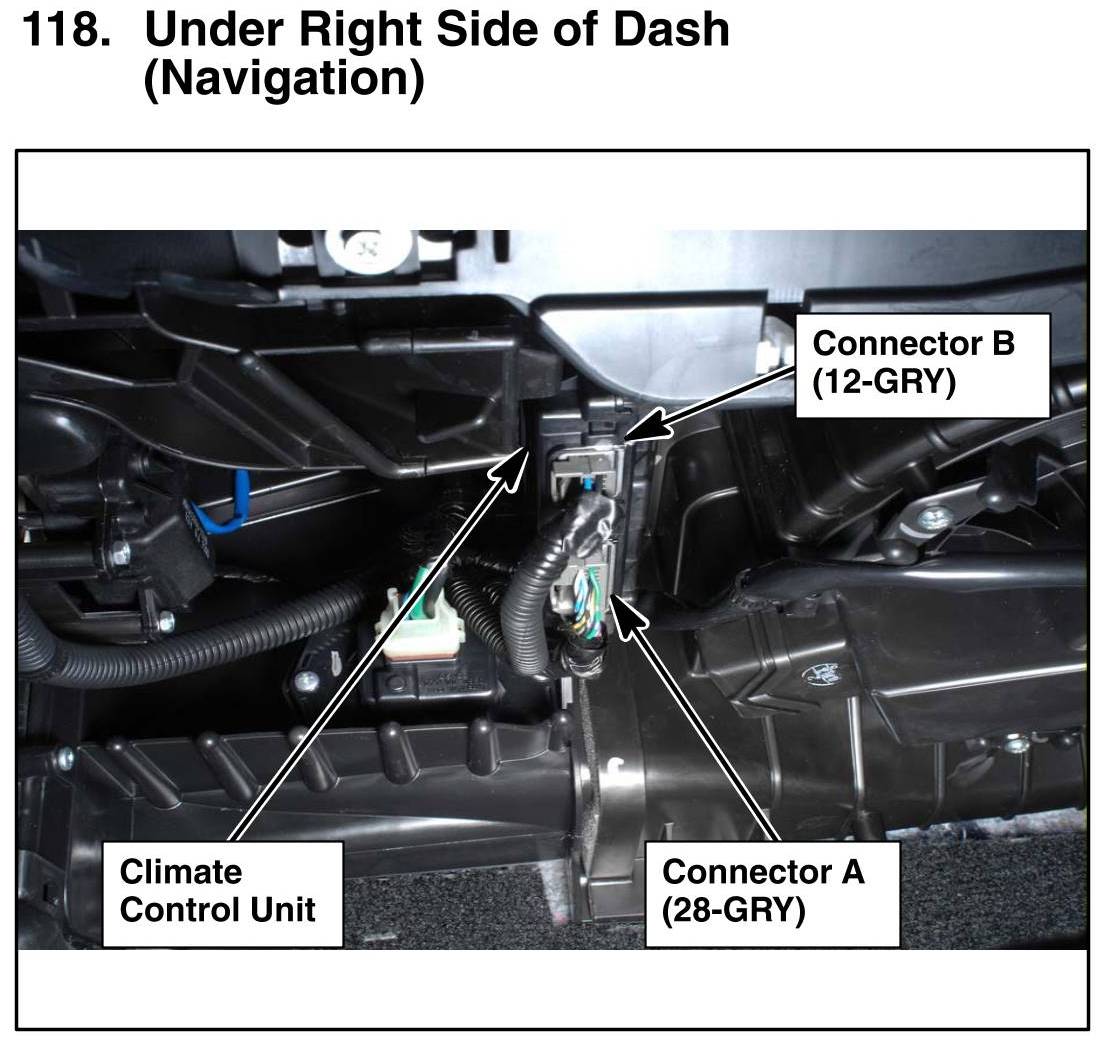 118. Under Right Side of Dash
(Navigation)
Connector B
(12-GRY)
Climate
Control Unit
Connector A
(28-GRY)